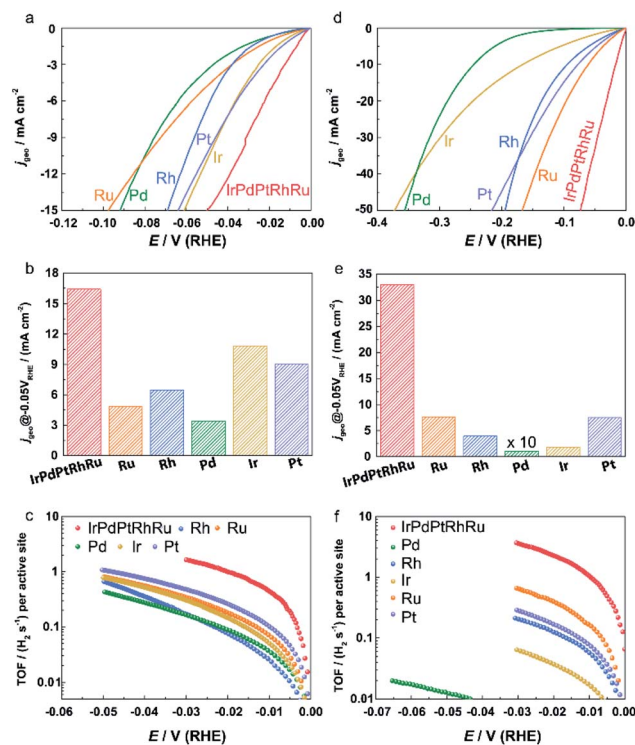 a
0
-3
-6
-9
-12
-15
j_geo / mA cm⁻²
Ru
Pd
Rh
Pt
Ir
IrPdPtRhRu
-0.12 -0.10 -0.08 -0.06 -0.04 -0.02 0.00
E / V (RHE)
d
0
-10
-20
-30
-40
-50
j_geo / mA cm⁻²
Ir
Pd
Rh
Pt
Ru
IrPdPtRhRu
-0.4 -0.3 -0.2 -0.1 0.0
E / V (RHE)
b
18
15
12
9
6
3
0
j_geo@-0.05V_RHE / (mA cm⁻²)
IrPdPtRhRu Ru Rh Pd Ir Pt
e
35
30
25
20
15
10
5
0
j_geo@-0.05V_RHE / (mA cm⁻²)
x 10
IrPdPtRhRu Ru Rh Pd Ir Pt
c
10
1
0.1
0.01
TOF / (H₂ s⁻¹) per active site
IrPdPtRhRu Rh Ru
Pd Ir Pt
-0.06 -0.05 -0.04 -0.03 -0.02 -0.01 0.00
E / V (RHE)
f
10
1
0.1
0.01
TOF / (H₂ s⁻¹) per active site
IrPdPtRhRu
Pd
Rh
Ir
Ru
Pt
-0.07 -0.06 -0.05 -0.04 -0.03 -0.02 -0.01 0.00
E / V (RHE)